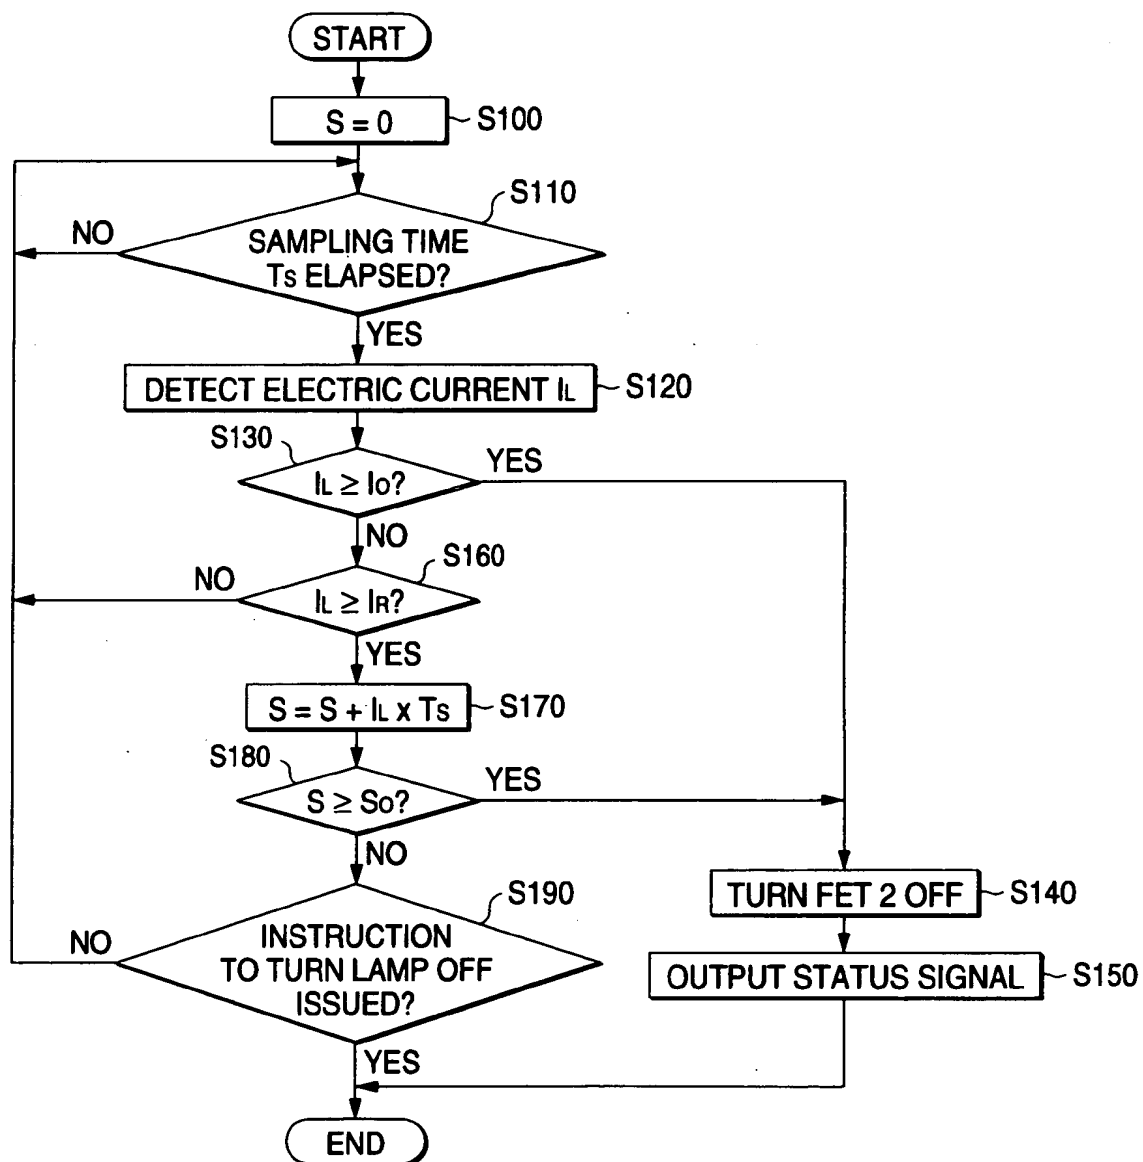 START
S = 0
S100
S110
NO
SAMPLING TIME
Ts ELAPSED?
YES
DETECT ELECTRIC CURRENT IL
S120
S130
YES
IL ≥ IO?
NO
S160
NO
IL ≥ IR?
YES
S = S + IL x Ts
S170
S180
YES
S ≥ SO?
NO
S190
NO
INSTRUCTION
TO TURN LAMP OFF
ISSUED?
YES
TURN FET 2 OFF
S140
OUTPUT STATUS SIGNAL
S150
END